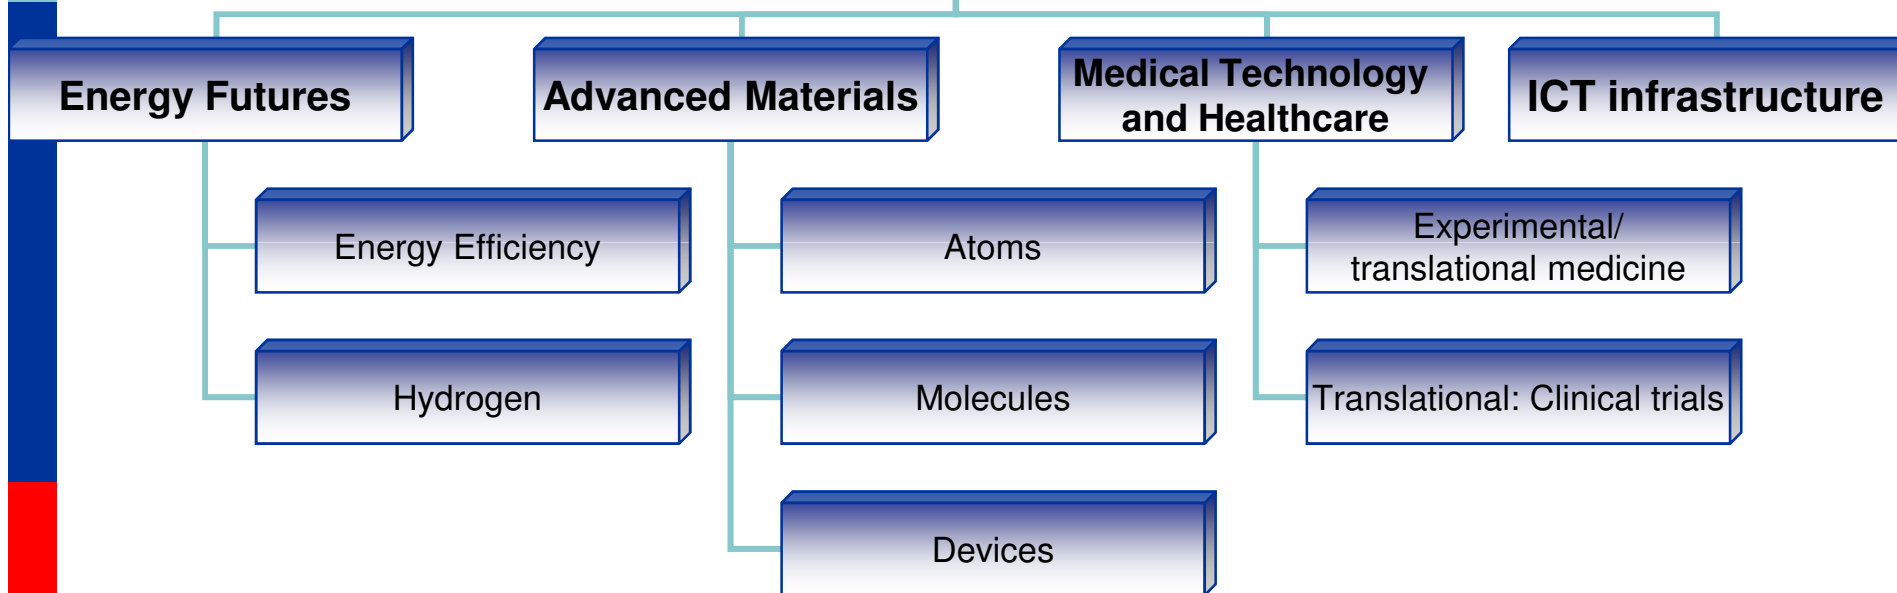 Energy Futures
Advanced Materials
Medical Technology
and Healthcare
ICT infrastructure
Energy Efficiency
Atoms
Experimental/
translational medicine
Hydrogen
Molecules
Translational: Clinical trials
Devices